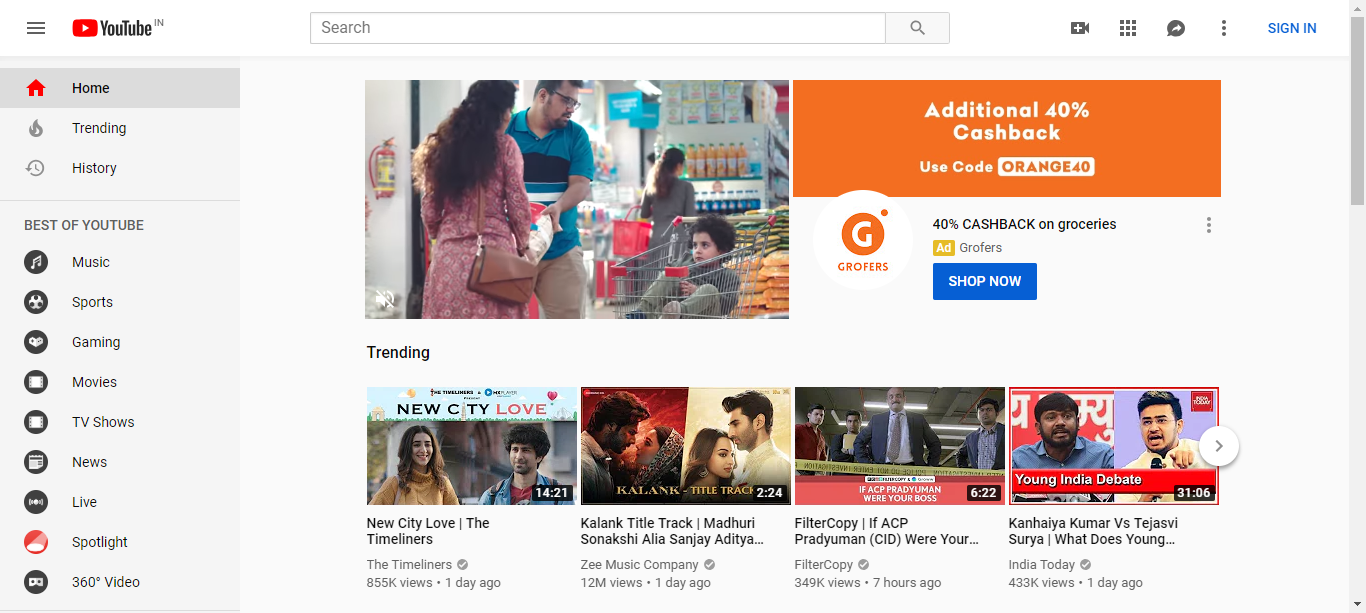 YouTube IN
Search
SIGN IN
Home
Trending
History
BEST OF YOUTUBE
Music
Sports
Gaming
Movies
TV Shows
News
Live
Spotlight
360° Video
Additional 40%
Cashback
Use Code ORANGE40
G
GROFERS
40% CASHBACK on groceries
Ad Grofers
SHOP NOW
Trending
THE TIMELINERS & MX PLAYER
PRESENT
NEW CITY LOVE
14:21
New City Love | The
Timeliners
The Timeliners
855K views • 1 day ago
KALANK - TITLE TRACK
2:24
Kalank Title Track | Madhuri
Sonakshi Alia Sanjay Aditya...
Zee Music Company
12M views • 1 day ago
FILTERCOPY &
IF ACP PRADYUMAN
WERE YOUR BOSS
6:22
FilterCopy | If ACP
Pradyuman (CID) Were Your...
FilterCopy
349K views • 7 hours ago
INDIA
TODAY
Young India Debate
31:06
Kanhaiya Kumar Vs Tejasvi
Surya | What Does Young...
India Today
433K views • 1 day ago